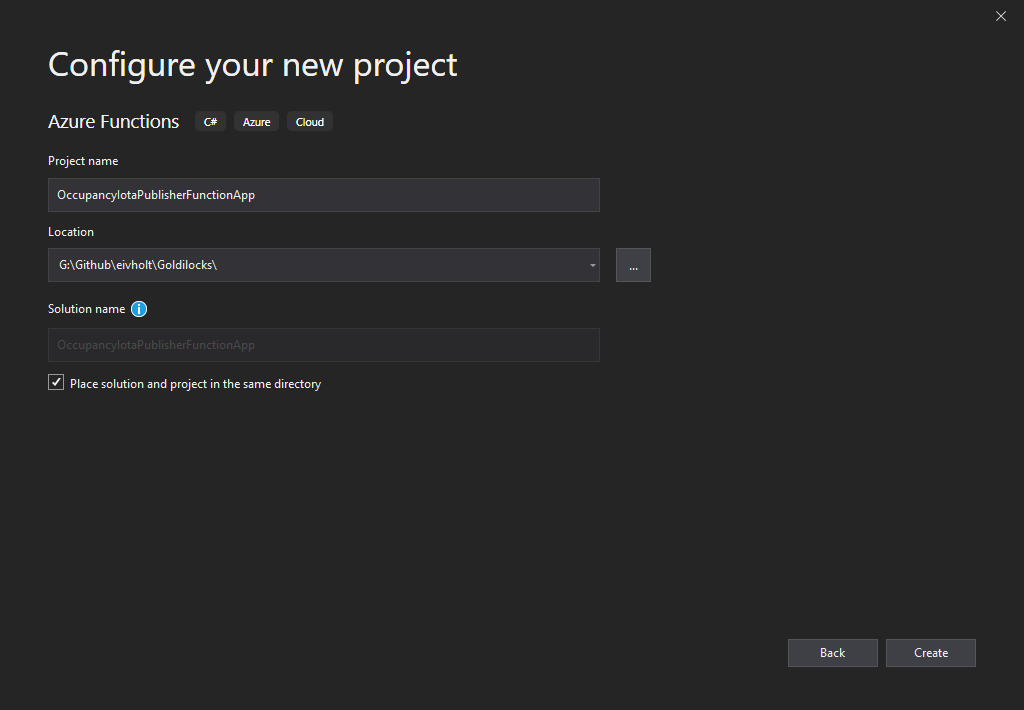 Configure your new project
Azure Functions C# Azure Cloud
Project name
OccupancyIotaPublisherFunctionApp
Location
G:\Github\eivholt\Goldilocks\
...
Solution name
OccupancyIotaPublisherFunctionApp
Place solution and project in the same directory
Back Create